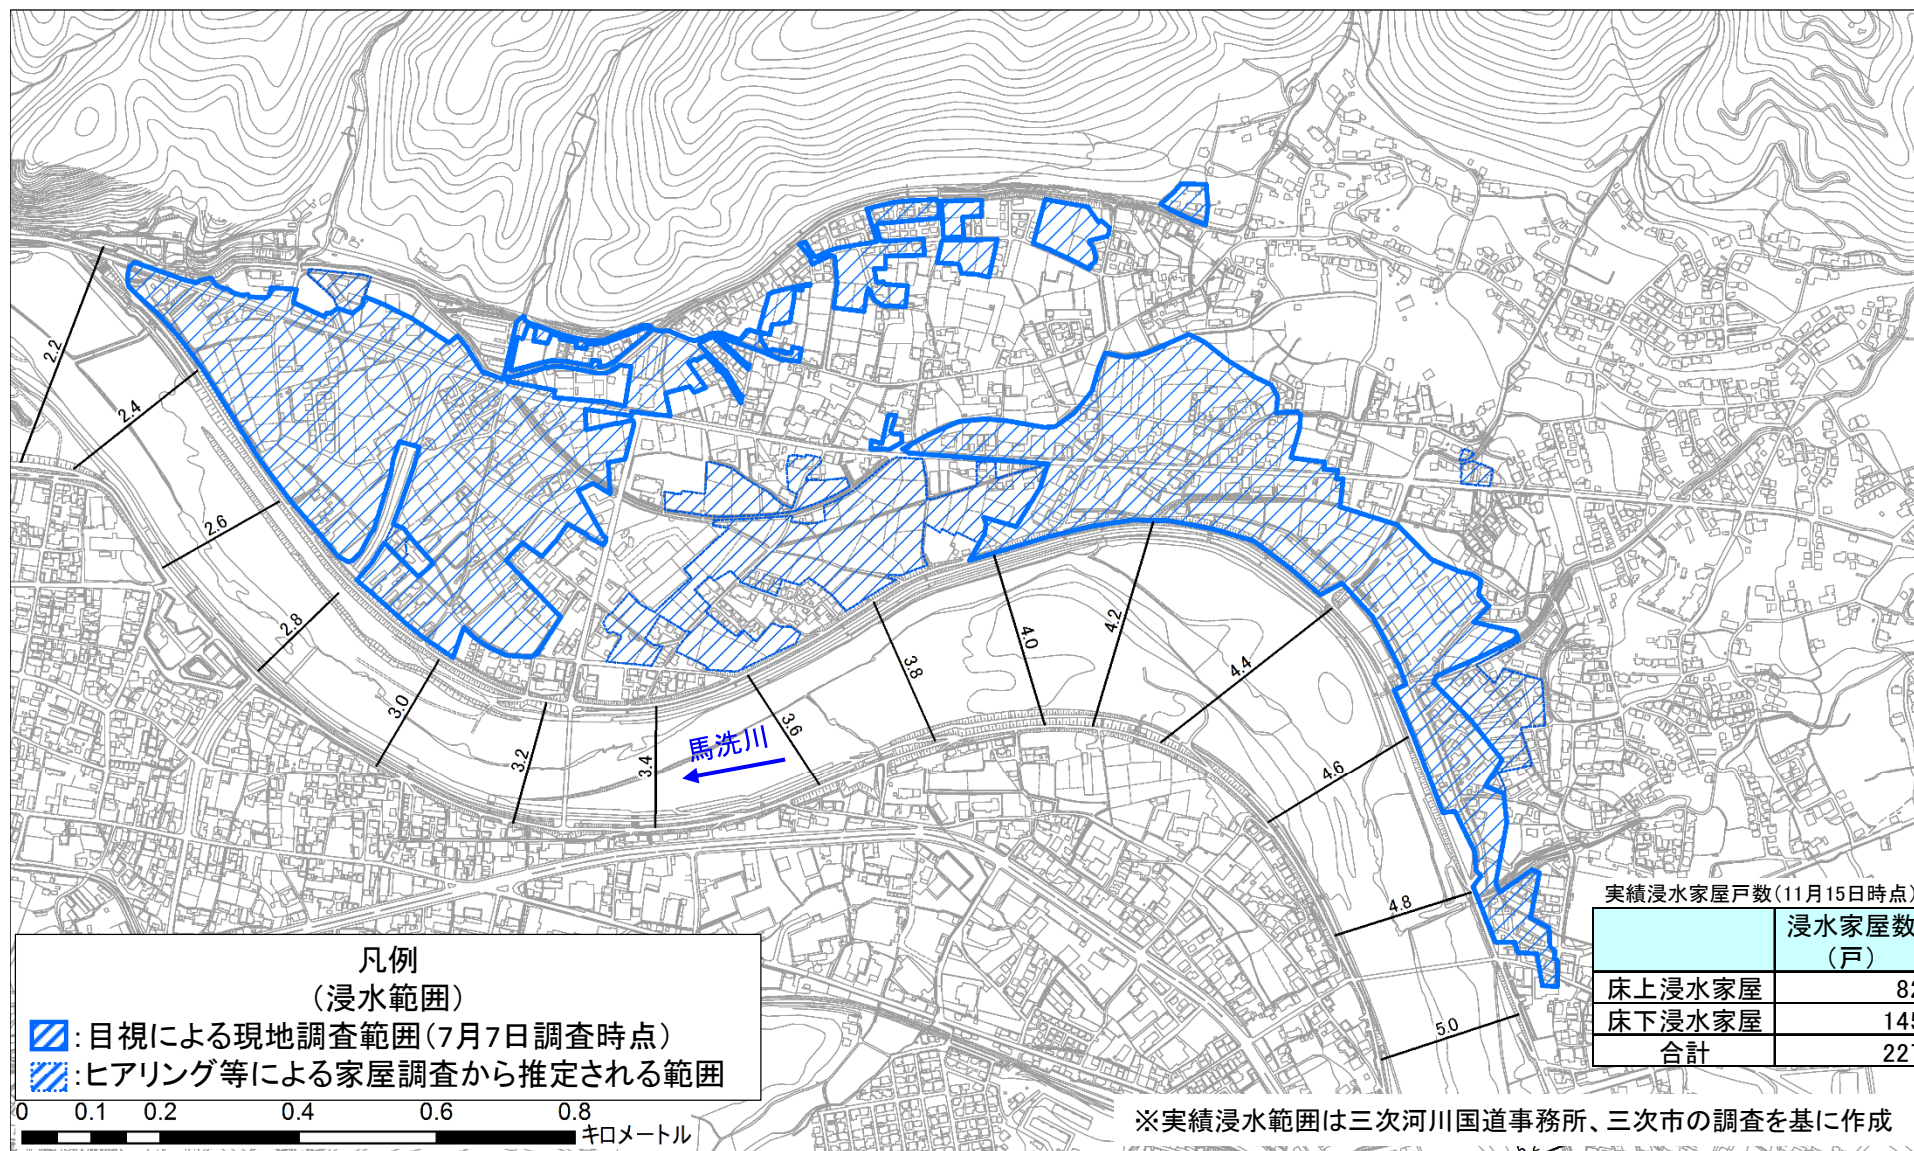 2.2
2.4
2.6
2.8
3.0
3.2
3.4
3.6
3.8
4.0
4.2
4.4
4.6
4.8
5.0
馬洗川
凡例
(浸水範囲)
:目視による現地調査範囲(7月7日調査時点)
:ヒアリング等による家屋調査から推定される範囲
0 0.1 0.2 0.4 0.6 0.8
キロメートル
実績浸水家屋戸数(11月15日時点)
浸水家屋数
(戸)
床上浸水家屋 82
床下浸水家屋 145
合計 227
※実績浸水範囲は三次河川国道事務所、三次市の調査を基に作成